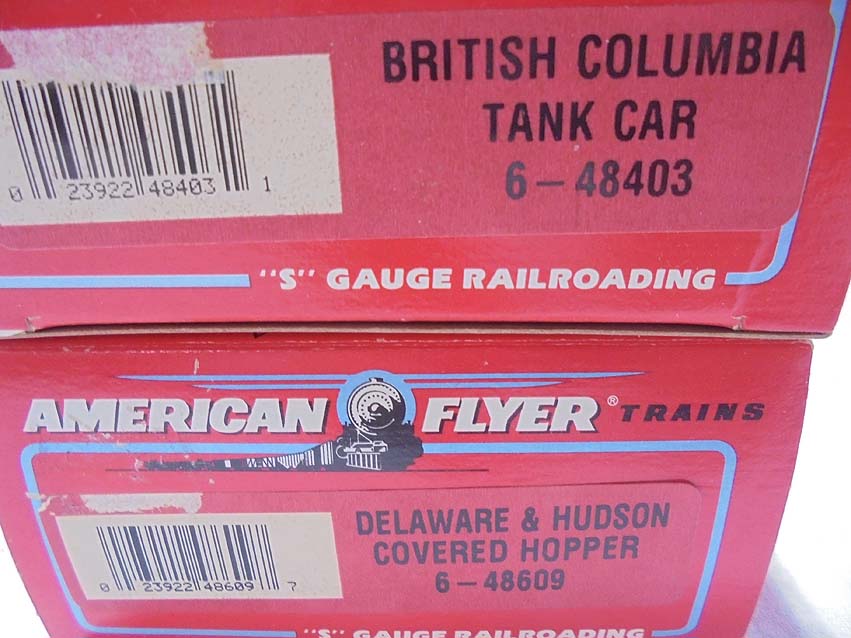 BRITISH COLUMBIA
TANK CAR
6-48403
0 23922 48403 1
"S" GAUGE RAILROADING
AMERICAN FLYER® TRAINS
DELAWARE & HUDSON
COVERED HOPPER
6-48609
0 23922 48609 7
"S" GAUGE RAILROADING